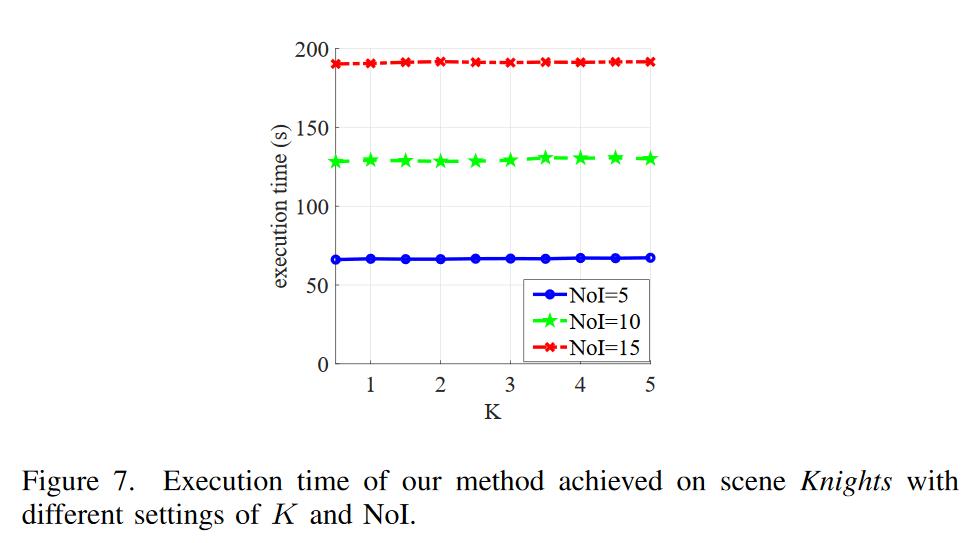 200
150
100
50
0
execution time (s)
1 2 3 4 5
K
NoI=5
NoI=10
NoI=15
Figure 7. Execution time of our method achieved on scene Knights with
different settings of K and NoI.